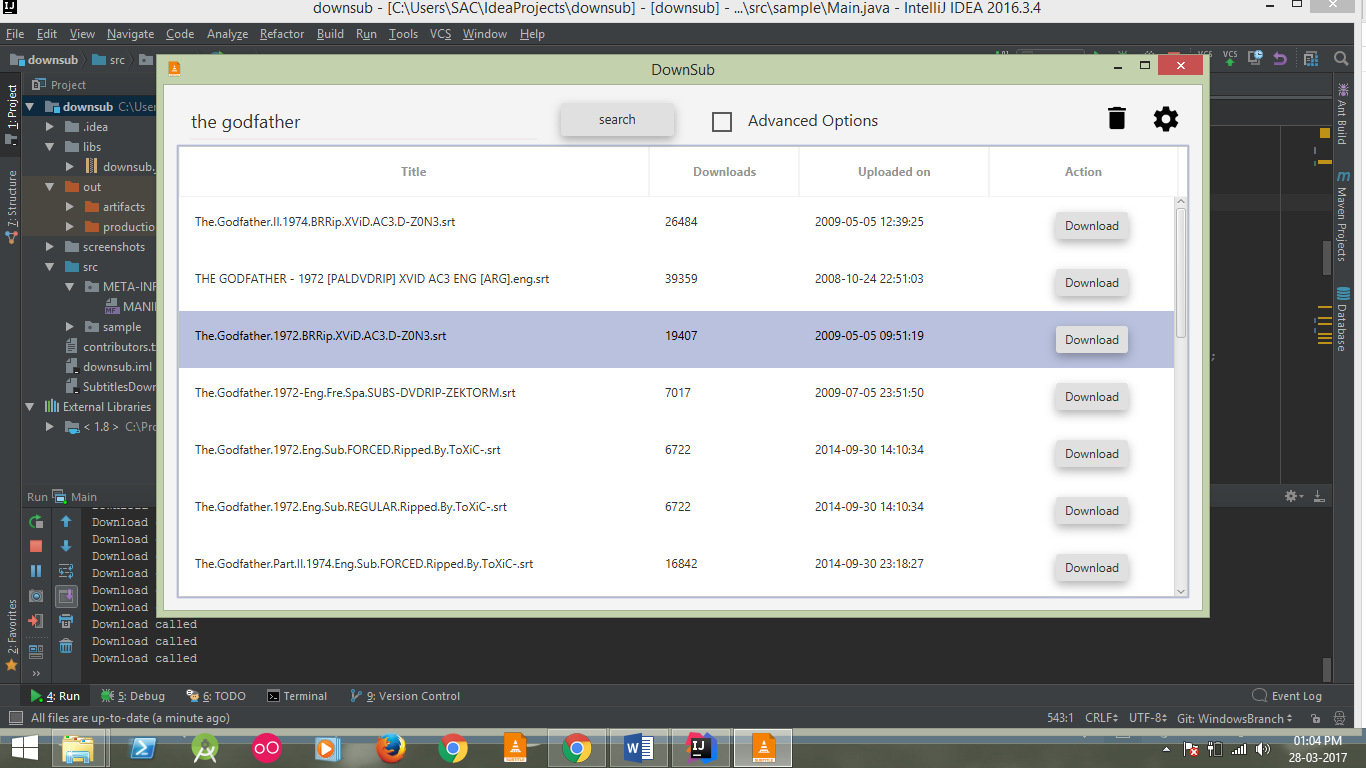 downsub - [C:\Users\SAC\IdeaProjects\downsub] - [downsub] - ...\src\sample\Main.java - IntelliJ IDEA 2016.3.4
File Edit View Navigate Code Analyze Refactor Build Run Tools VCS Window Help
downsub src
DownSub
1: Project
Project
downsub C:\User
.idea
libs
downsub.
out
artifacts
productio
screenshots
src
META-INF
MANI
sample
contributors.t
downsub.iml
SubtitlesDown
External Libraries
< 1.8 > C:\Pro
7: Structure
2: Favorites
the godfather
search
Advanced Options
Title Downloads Uploaded on Action
The.Godfather.II.1974.BRRip.XViD.AC3.D-Z0N3.srt 26484 2009-05-05 12:39:25 Download
THE GODFATHER - 1972 [PALDVDRIP] XVID AC3 ENG [ARG].eng.srt 39359 2008-10-24 22:51:03 Download
The.Godfather.1972.BRRip.XViD.AC3.D-Z0N3.srt 19407 2009-05-05 09:51:19 Download
The.Godfather.1972-Eng.Fre.Spa.SUBS-DVDRIP-ZEKTORM.srt 7017 2009-07-05 23:51:50 Download
The.Godfather.1972.Eng.Sub.FORCED.Ripped.By.ToXiC-.srt 6722 2014-09-30 14:10:34 Download
The.Godfather.1972.Eng.Sub.REGULAR.Ripped.By.ToXiC-.srt 6722 2014-09-30 14:10:34 Download
The.Godfather.Part.II.1974.Eng.Sub.FORCED.Ripped.By.ToXiC-.srt 16842 2014-09-30 23:18:27 Download
VCS VCS
Ant Build
Maven Projects
Database
Run Main
Download
Download
Download
Download
Download
Download
Download called
Download called
Download called
4: Run 5: Debug 6: TODO Terminal 9: Version Control Event Log
All files are up-to-date (a minute ago) 543:1 CRLF UTF-8 Git: WindowsBranch
01:04 PM
28-03-2017